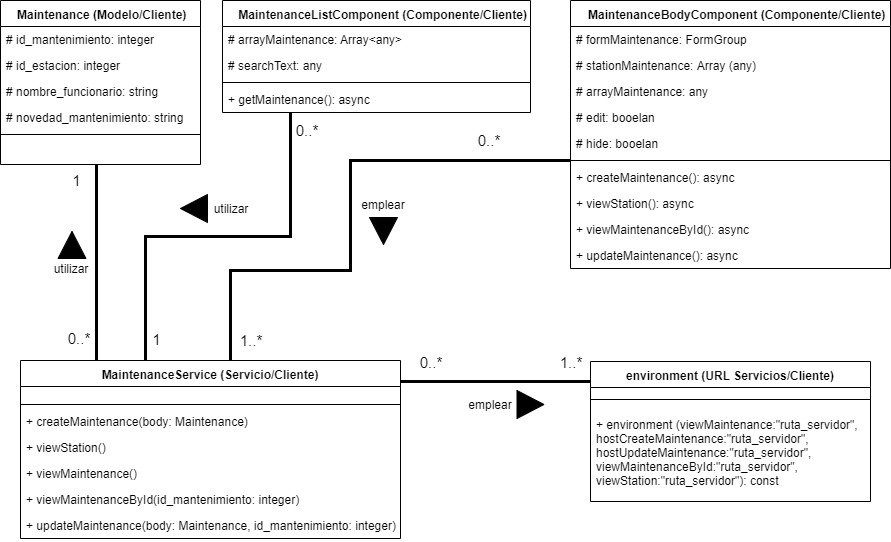 Maintenance (Modelo/Cliente)
# id_mantenimiento: integer
# id_estacion: integer
# nombre_funcionario: string
# novedad_mantenimiento: string
MaintenanceListComponent (Componente/Cliente)
# arrayMaintenance: Array<any>
# searchText: any
+ getMaintenance(): async
MaintenanceBodyComponent (Componente/Cliente)
# formMaintenance: FormGroup
# stationMaintenance: Array (any)
# arrayMaintenance: any
# edit: booelan
# hide: booelan
+ createMaintenance(): async
+ viewStation(): async
+ viewMaintenanceById(): async
+ updateMaintenance(): async
0..*
0..*
1
utilizar
emplear
utilizar
0..*
1
1..*
MaintenanceService (Servicio/Cliente)
+ createMaintenance(body: Maintenance)
+ viewStation()
+ viewMaintenance()
+ viewMaintenanceById(id_mantenimiento: integer)
+ updateMaintenance(body: Maintenance, id_mantenimiento: integer)
0..*
1..*
emplear
environment (URL Servicios/Cliente)
+ environment (viewMaintenance:"ruta_servidor",
hostCreateMaintenance:"ruta_servidor",
hostUpdateMaintenance:"ruta_servidor",
viewMaintenanceById:"ruta_servidor",
viewStation:"ruta_servidor"): const